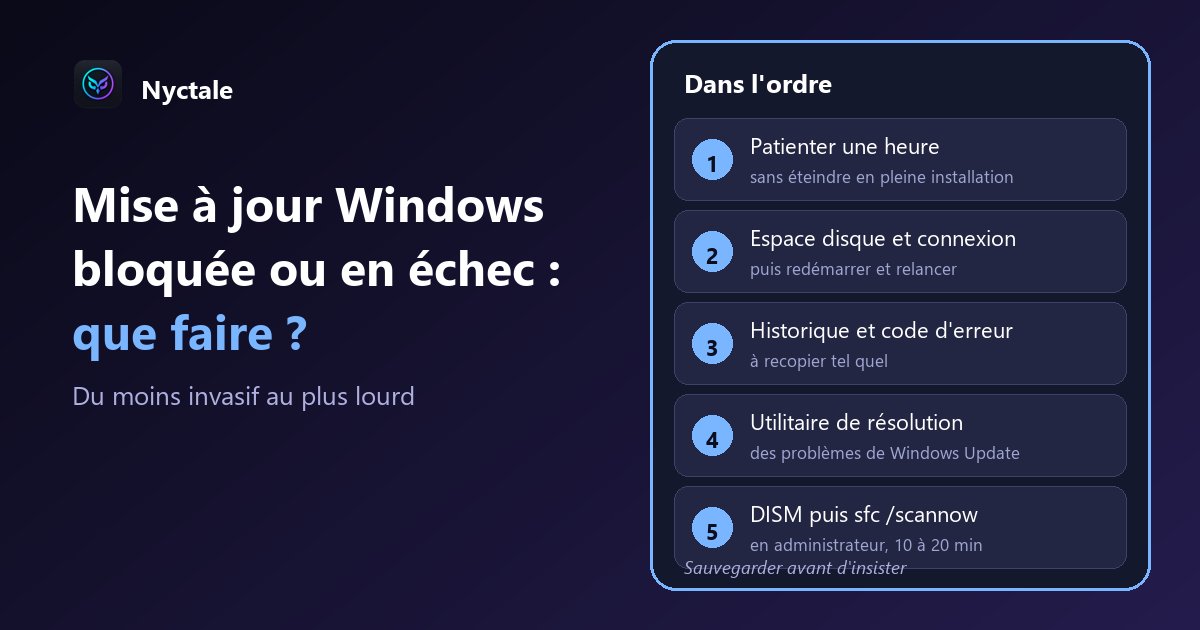 Nyctale
Mise à jour Windows
bloquée ou en échec :
que faire ?
Du moins invasif au plus lourd
Dans l'ordre
1
Patienter une heure
sans éteindre en pleine installation
2
Espace disque et connexion
puis redémarrer et relancer
3
Historique et code d'erreur
à recopier tel quel
4
Utilitaire de résolution
des problèmes de Windows Update
5
DISM puis sfc /scannow
en administrateur, 10 à 20 min
Sauvegarder avant d'insister